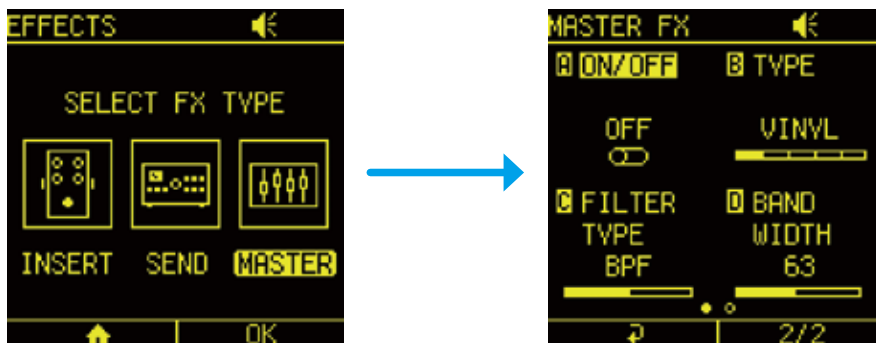 EFFECTS
SELECT FX TYPE
INSERT SEND MASTER
OK
MASTER FX
A ON/OFF B TYPE
OFF VINYL
C FILTER D BAND
TYPE WIDTH
BPF 63
2/2